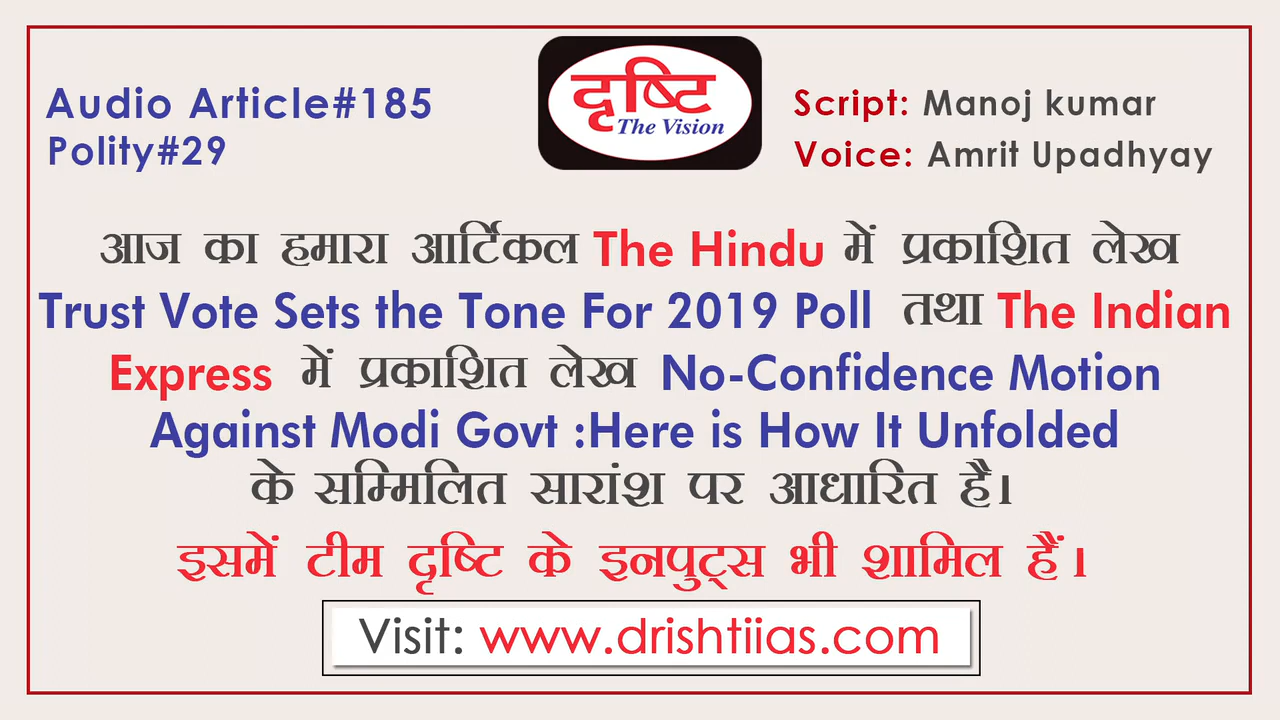 Audio Article#185
Polity#29
दृष्टि
The Vision
Script: Manoj kumar
Voice: Amrit Upadhyay
आज का हमारा आर्टिकल The Hindu में प्रकाशित लेख
Trust Vote Sets the Tone For 2019 Poll तथा The Indian
Express में प्रकाशित लेख No-Confidence Motion
Against Modi Govt :Here is How It Unfolded
के सम्मिलित सारांश पर आधारित है।
इसमें टीम दृष्टि के इनपुट्स भी शामिल हैं।
Visit: www.drishtiias.com